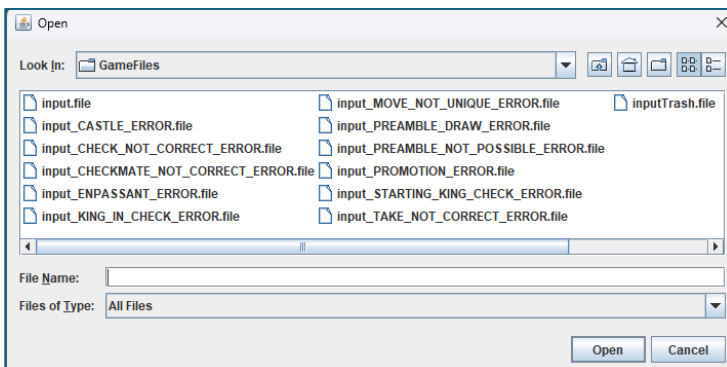 Open
Look In: GameFiles
input.file
input_CASTLE_ERROR.file
input_CHECK_NOT_CORRECT_ERROR.file
input_CHECKMATE_NOT_CORRECT_ERROR.file
input_ENPASSANT_ERROR.file
input_KING_IN_CHECK_ERROR.file
input_MOVE_NOT_UNIQUE_ERROR.file
input_PREAMBLE_DRAW_ERROR.file
input_PREAMBLE_NOT_POSSIBLE_ERROR.file
input_PROMOTION_ERROR.file
input_STARTING_KING_CHECK_ERROR.file
input_TAKE_NOT_CORRECT_ERROR.file
inputTrash.file
File Name:
Files of Type: All Files
Open Cancel